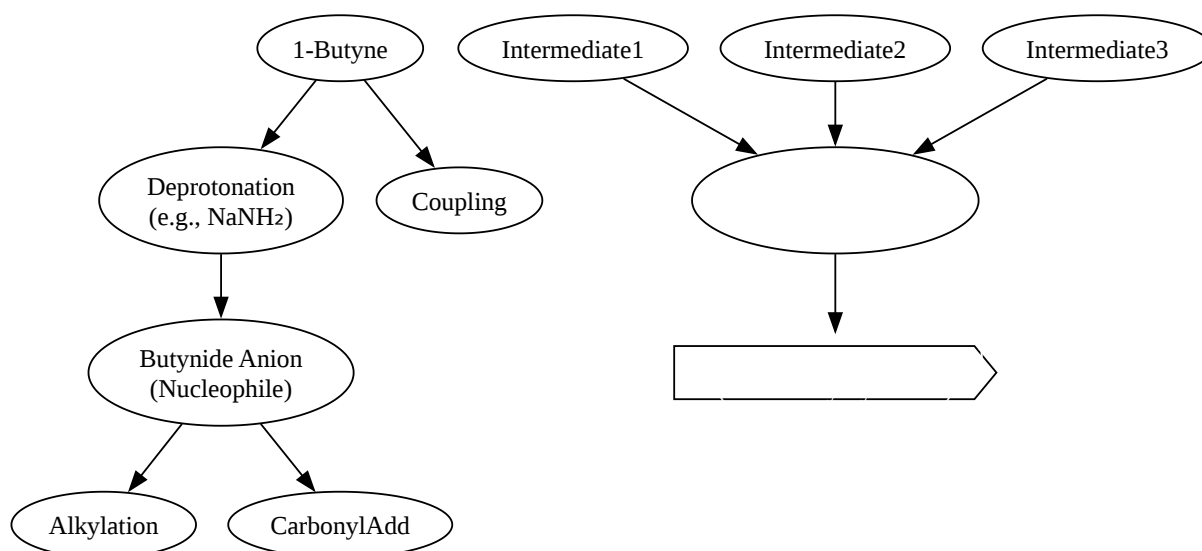 1-Butyne
Intermediate1
Intermediate2
Intermediate3
Deprotonation
(e.g., NaNH₂)
Coupling
Butynide Anion
(Nucleophile)
Alkylation
CarbonylAdd